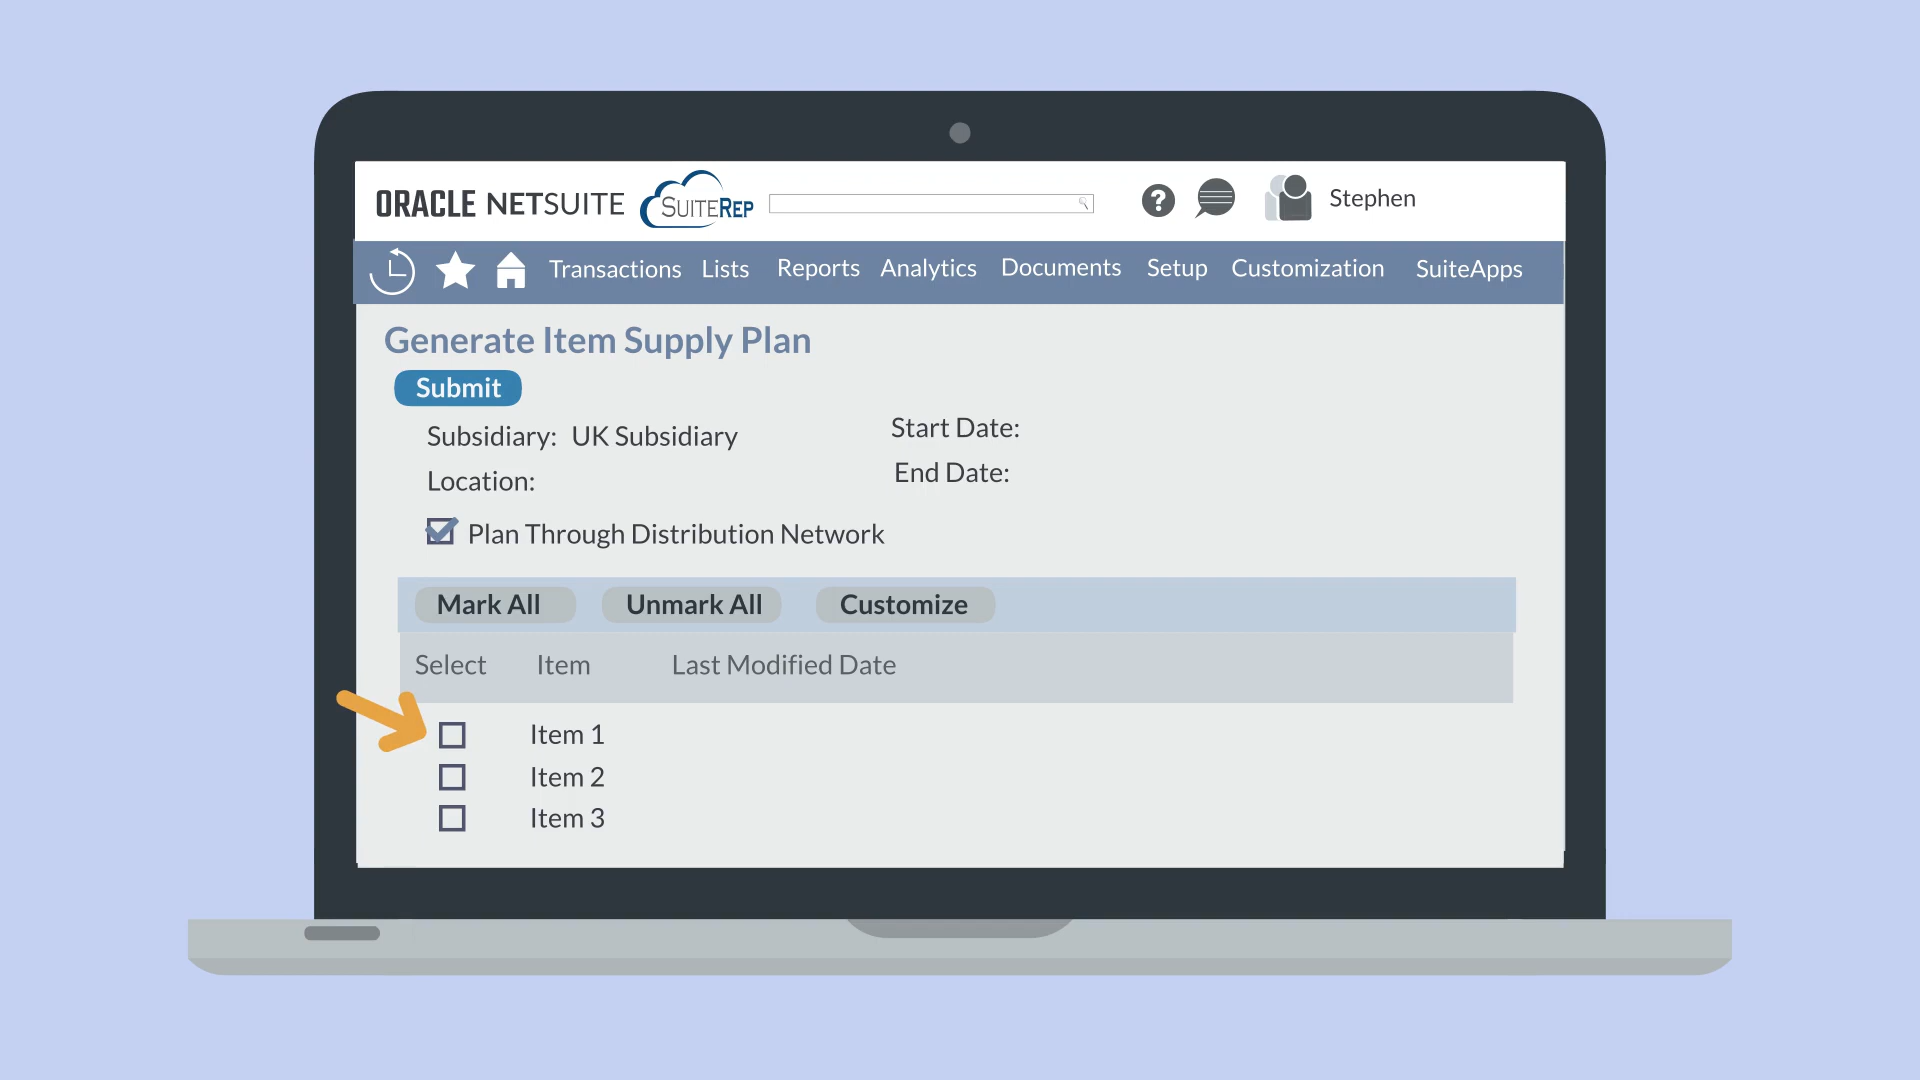 ORACLE NETSUITE SUITEREP Stephen
Transactions Lists Reports Analytics Documents Setup Customization SuiteApps
Generate Item Supply Plan
Submit
Subsidiary: UK Subsidiary
Start Date:
Location:
End Date:
Plan Through Distribution Network
Mark All Unmark All Customize
Select Item Last Modified Date
Item 1
Item 2
Item 3